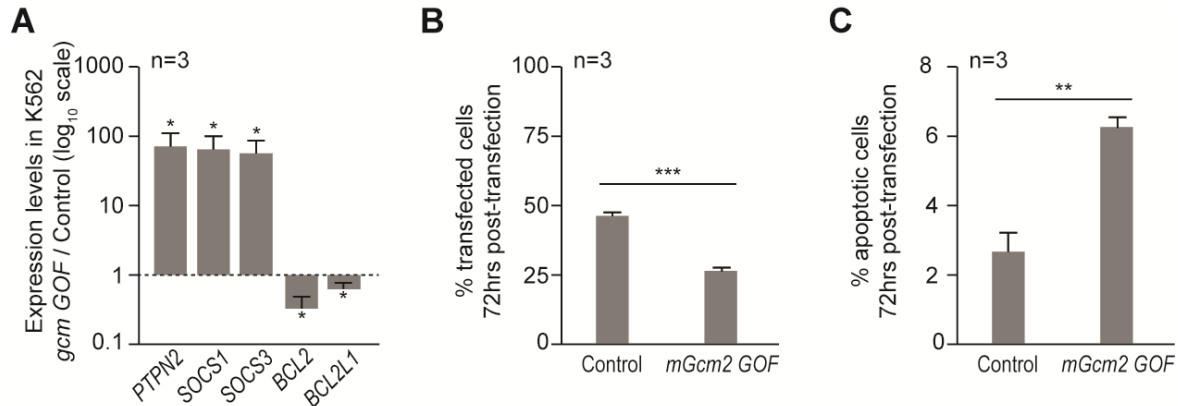 A
Expression levels in K562
gcm GOF / Control (log10 scale)
n=3
1000
100
10
1
0.1
*
*
*
*
*
PTPN2
SOCS1
SOCS3
BCL2
BCL2L1
B
% transfected cells
72hrs post-transfection
n=3
100
75
50
25
0
***
Control
mGcm2 GOF
C
% apoptotic cells
72hrs post-transfection
n=3
8
6
4
2
0
**
Control
mGcm2 GOF